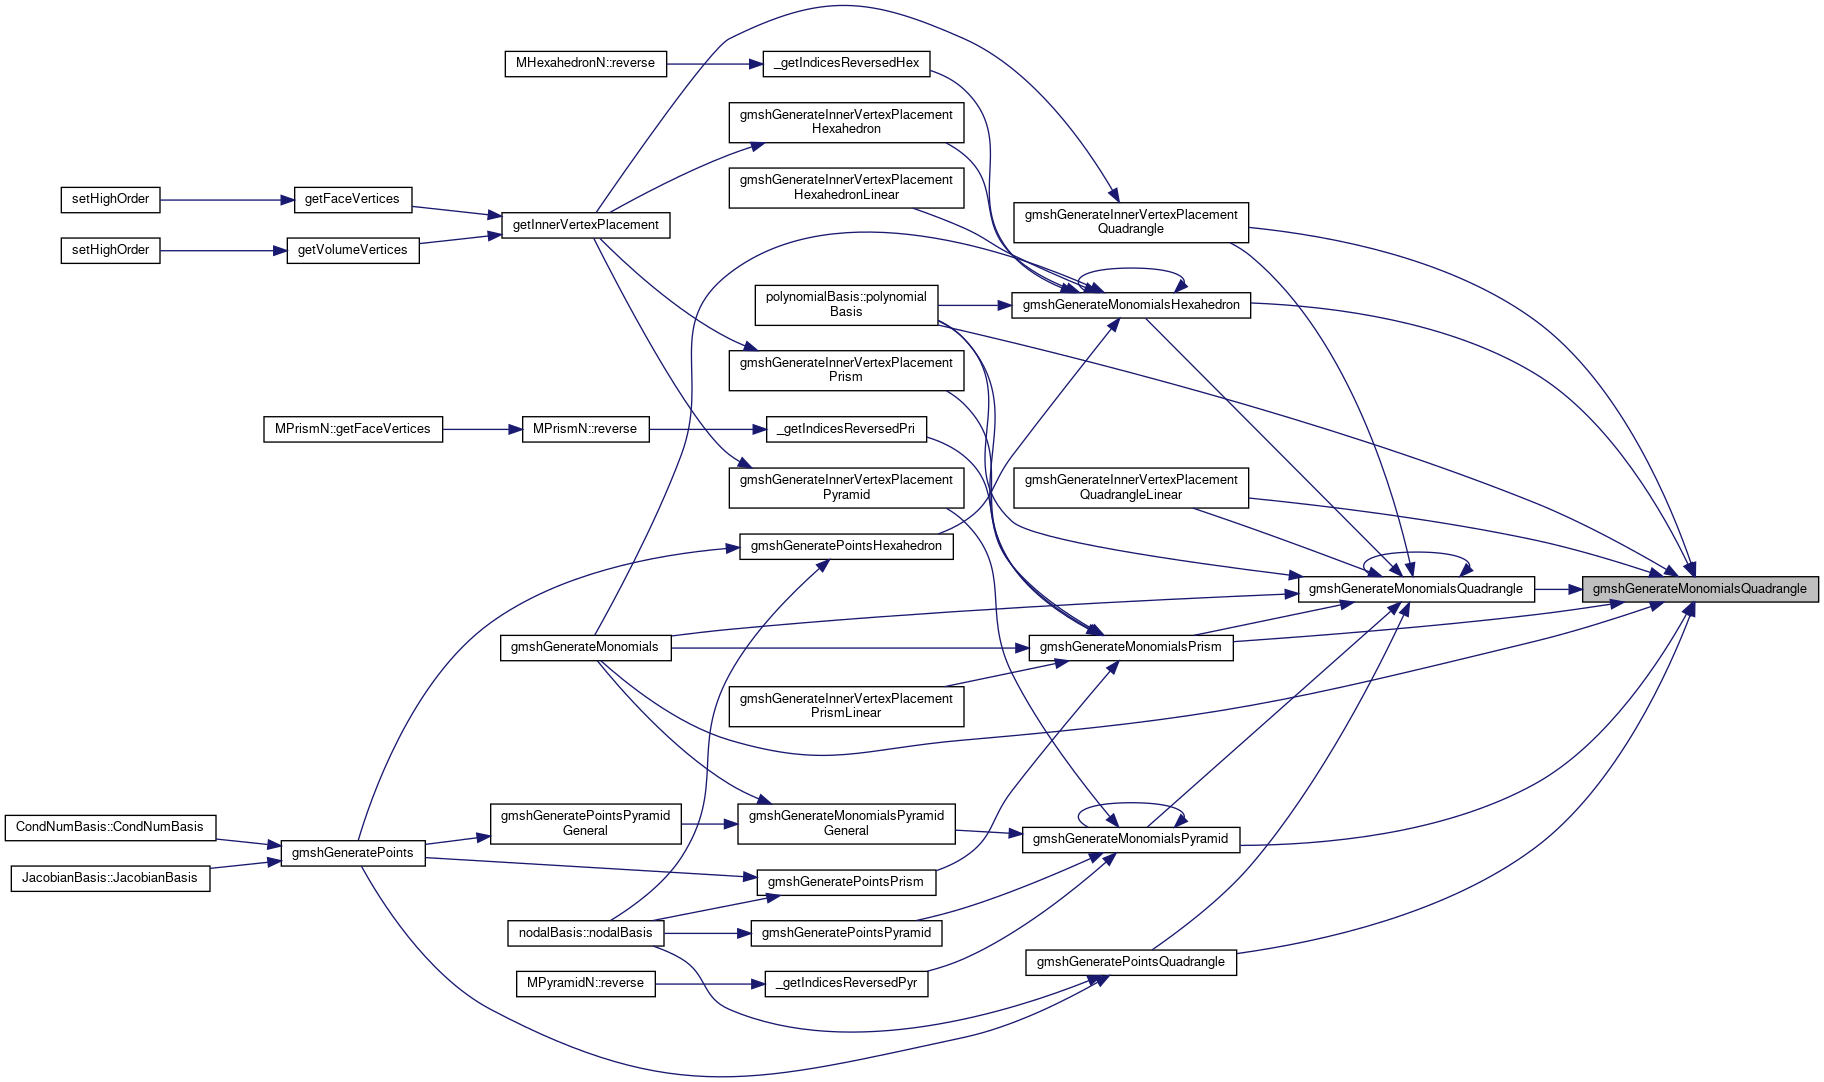 MHexahedronN::reverse
_getIndicesReversedHex
gmshGenerateInnerVertexPlacement
Hexahedron
gmshGenerateInnerVertexPlacement
HexahedronLinear
setHighOrder
getFaceVertices
getInnerVertexPlacement
gmshGenerateInnerVertexPlacement
Quadrangle
setHighOrder
getVolumeVertices
polynomialBasis::polynomial
Basis
gmshGenerateMonomialsHexahedron
gmshGenerateInnerVertexPlacement
Prism
MPrismN::getFaceVertices
MPrismN::reverse
_getIndicesReversedPri
gmshGenerateInnerVertexPlacement
Pyramid
gmshGenerateInnerVertexPlacement
QuadrangleLinear
gmshGeneratePointsHexahedron
gmshGenerateMonomialsQuadrangle
gmshGenerateMonomialsQuadrangle
gmshGenerateMonomials
gmshGenerateMonomialsPrism
gmshGenerateInnerVertexPlacement
PrismLinear
CondNumBasis::CondNumBasis
gmshGeneratePointsPyramid
General
gmshGenerateMonomialsPyramid
General
gmshGenerateMonomialsPyramid
gmshGeneratePoints
JacobianBasis::JacobianBasis
gmshGeneratePointsPrism
nodalBasis::nodalBasis
gmshGeneratePointsPyramid
gmshGeneratePointsQuadrangle
MPyramidN::reverse
_getIndicesReversedPyr